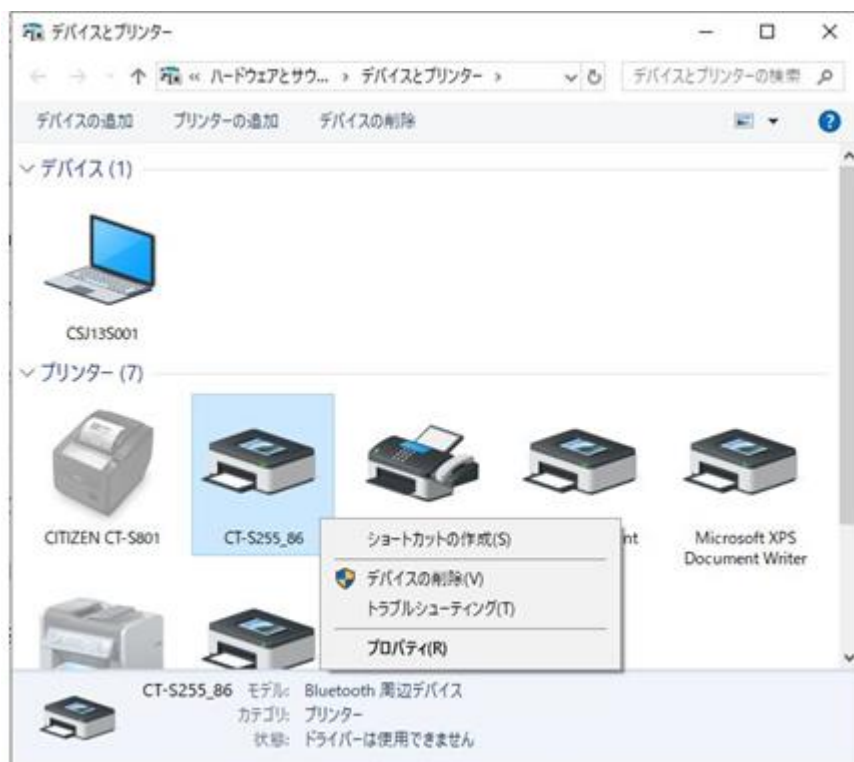 デバイスとプリンター
« ハードウェアとサウ... › デバイスとプリンター ›
デバイスとプリンターの検索
デバイスの追加 プリンターの追加 デバイスの削除
デバイス (1)
CSJ13S001
プリンター (7)
CITIZEN CT-S801
CT-S255_86
nt
Microsoft XPS
Document Writer
ショートカットの作成(S)
デバイスの削除(V)
トラブルシューティング(T)
プロパティ(R)
CT-S255_86 モデル: Bluetooth 周辺デバイス
カテゴリ: プリンター
状態: ドライバーは使用できません